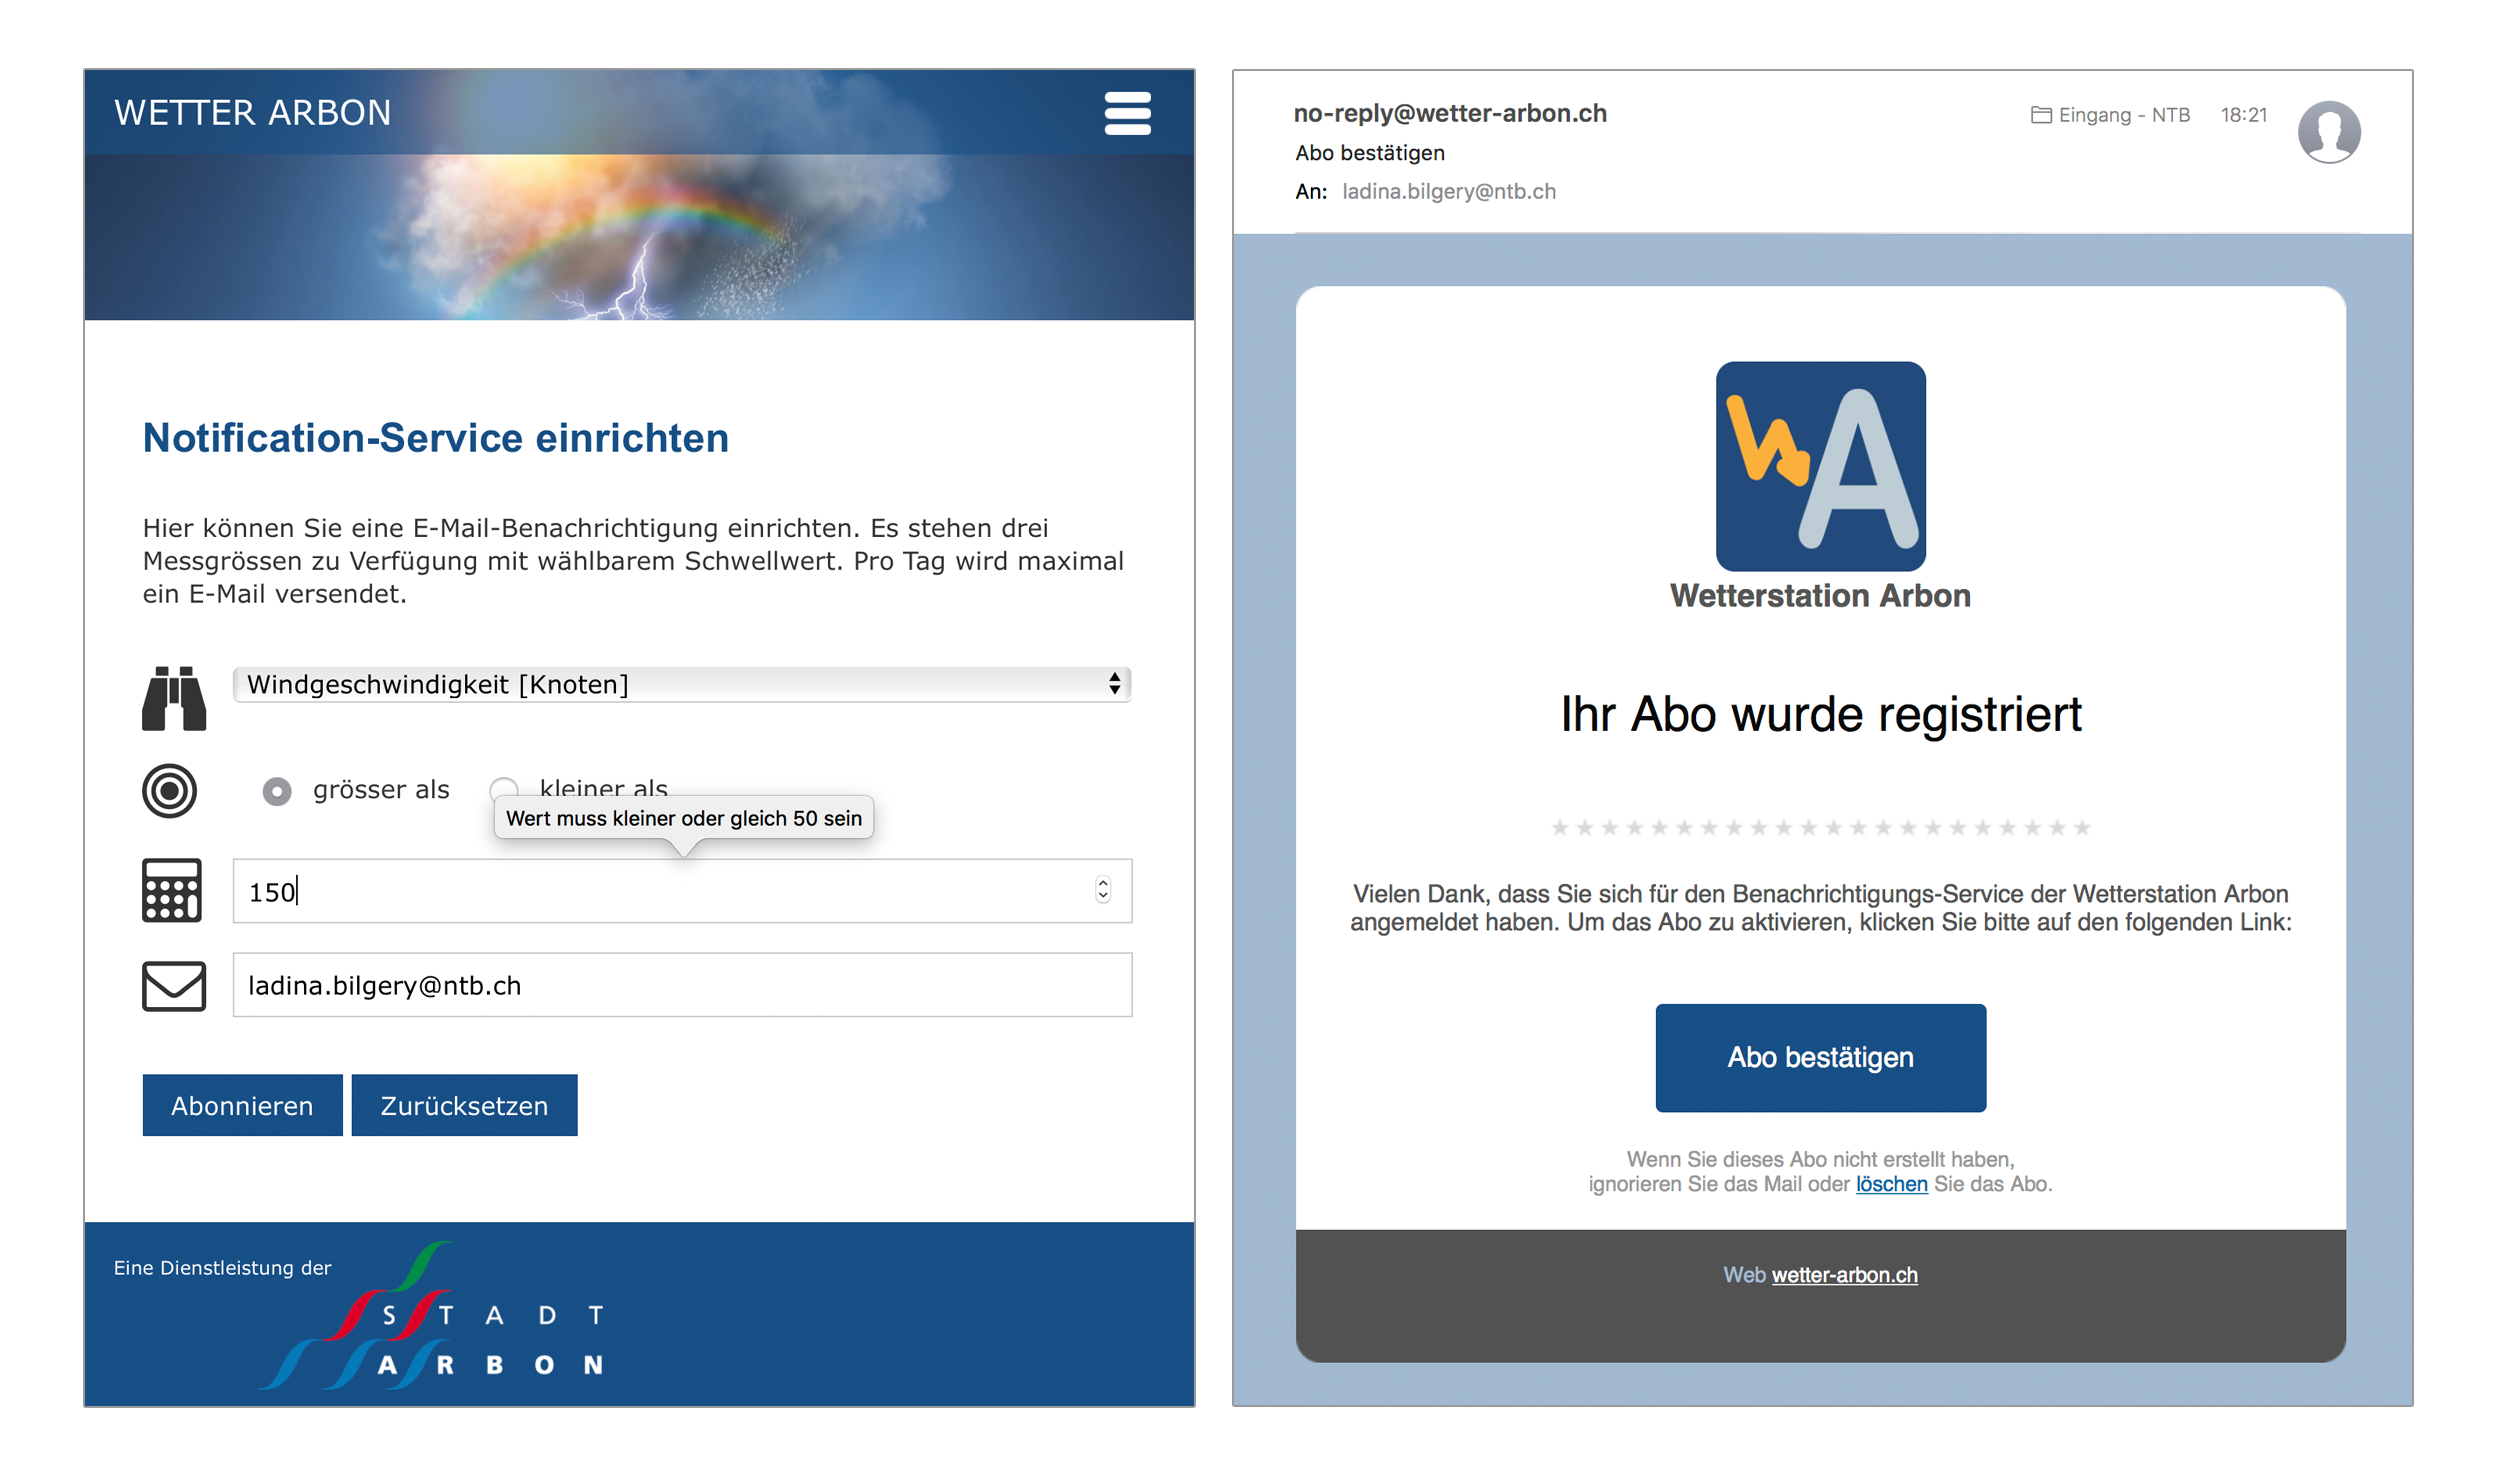 WETTER ARBON
Notification-Service einrichten
Hier können Sie eine E-Mail-Benachrichtigung einrichten. Es stehen drei
Messgrössen zu Verfügung mit wählbarem Schwellwert. Pro Tag wird maximal
ein E-Mail versendet.
Windgeschwindigkeit [Knoten]
grösser als kleiner als
Wert muss kleiner oder gleich 50 sein
150
ladina.bilgery@ntb.ch
Abonnieren Zurücksetzen
Eine Dienstleistung der
STADT
ARBON
no-reply@wetter-arbon.ch Eingang - NTB 18:21
Abo bestätigen
An: ladina.bilgery@ntb.ch
WA
Wetterstation Arbon
Ihr Abo wurde registriert
Vielen Dank, dass Sie sich für den Benachrichtigungs-Service der Wetterstation Arbon
angemeldet haben. Um das Abo zu aktivieren, klicken Sie bitte auf den folgenden Link:
Abo bestätigen
Wenn Sie dieses Abo nicht erstellt haben,
ignorieren Sie das Mail oder löschen Sie das Abo.
Web wetter-arbon.ch